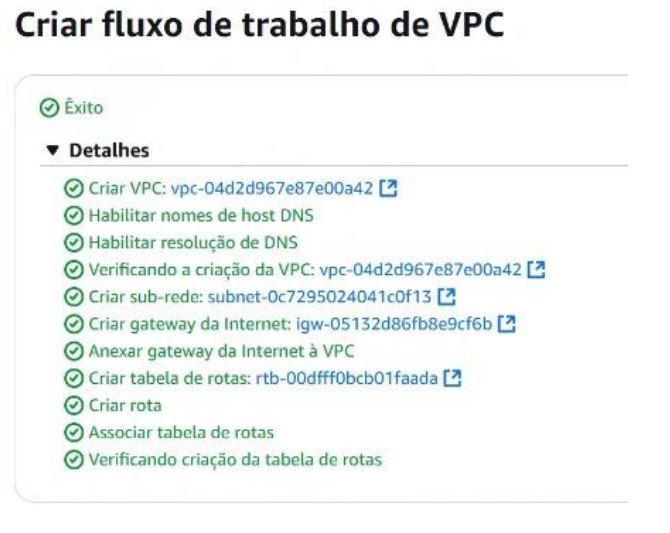 Criar fluxo de trabalho de VPC
Êxito
Detalhes
Criar VPC: vpc-04d2d967e87e00a42
Habilitar nomes de host DNS
Habilitar resolução de DNS
Verificando a criação da VPC: vpc-04d2d967e87e00a42
Criar sub-rede: subnet-0c7295024041c0f13
Criar gateway da Internet: igw-05132d86fb8e9cf6b
Anexar gateway da Internet à VPC
Criar tabela de rotas: rtb-00dfff0bcb01faada
Criar rota
Associar tabela de rotas
Verificando criação da tabela de rotas